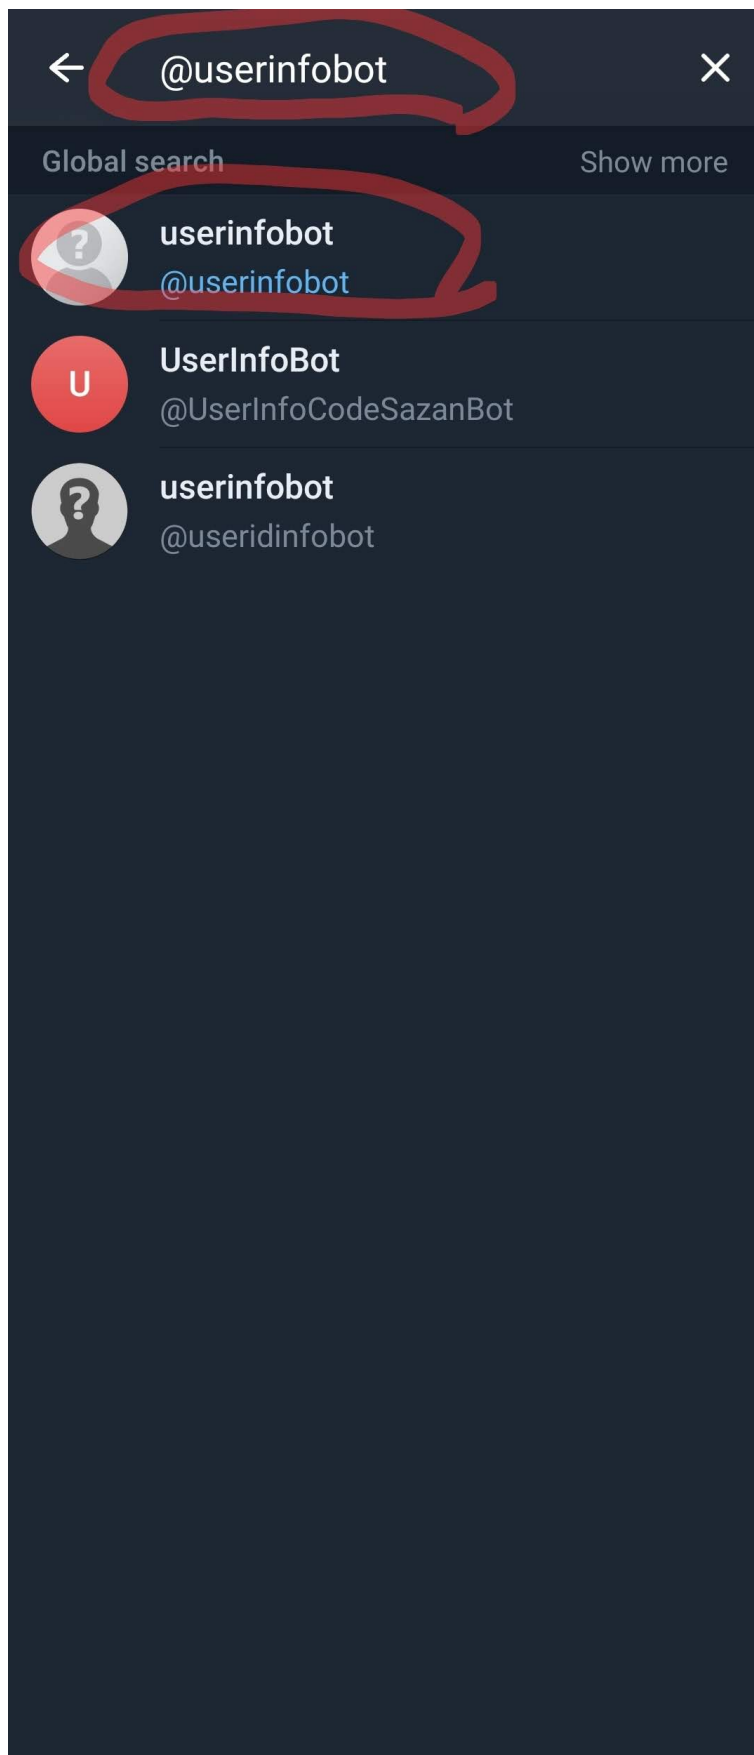 @userinfobot
Global search Show more
?
userinfobot
@userinfobot
U
UserInfoBot
@UserInfoCodeSazanBot
?
userinfobot
@useridinfobot